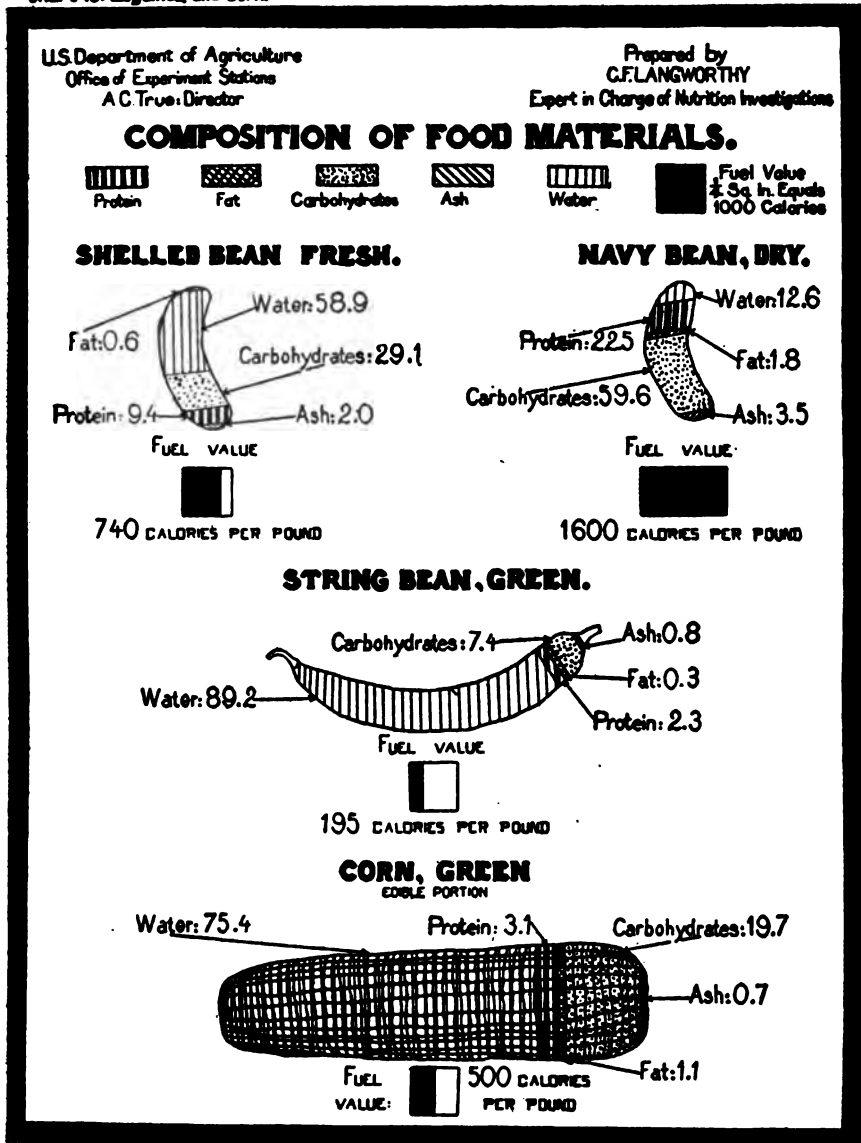 U.S. Department of Agriculture
Office of Experiment Stations
A.C. True: Director
Prepared by
C.F. LANGWORTHY
Expert in Charge of Nutrition Investigations
COMPOSITION OF FOOD MATERIALS.
Protein
Fat
Carbohydrates
Ash
Water
Fuel Value
Sq. In. Equals
1000 Calories
SHELLED BEAN FRESH.
Water: 58.9
Fat: 0.6
Carbohydrates: 29.1
Protein: 9.4
Ash: 2.0
FUEL VALUE
740 CALORIES PER POUND
NAVY BEAN, DRY.
Water: 12.6
Protein: 22.5
Fat: 1.8
Carbohydrates: 59.6
Ash: 3.5
FUEL VALUE
1600 CALORIES PER POUND
STRING BEAN, GREEN.
Carbohydrates: 7.4
Ash: 0.8
Fat: 0.3
Water: 89.2
Protein: 2.3
FUEL VALUE
195 CALORIES PER POUND
CORN, GREEN
EDIBLE PORTION
Water: 75.4
Protein: 3.1
Carbohydrates: 19.7
Ash: 0.7
Fat: 1.1
FUEL
VALUE:
500 CALORIES
PER POUND